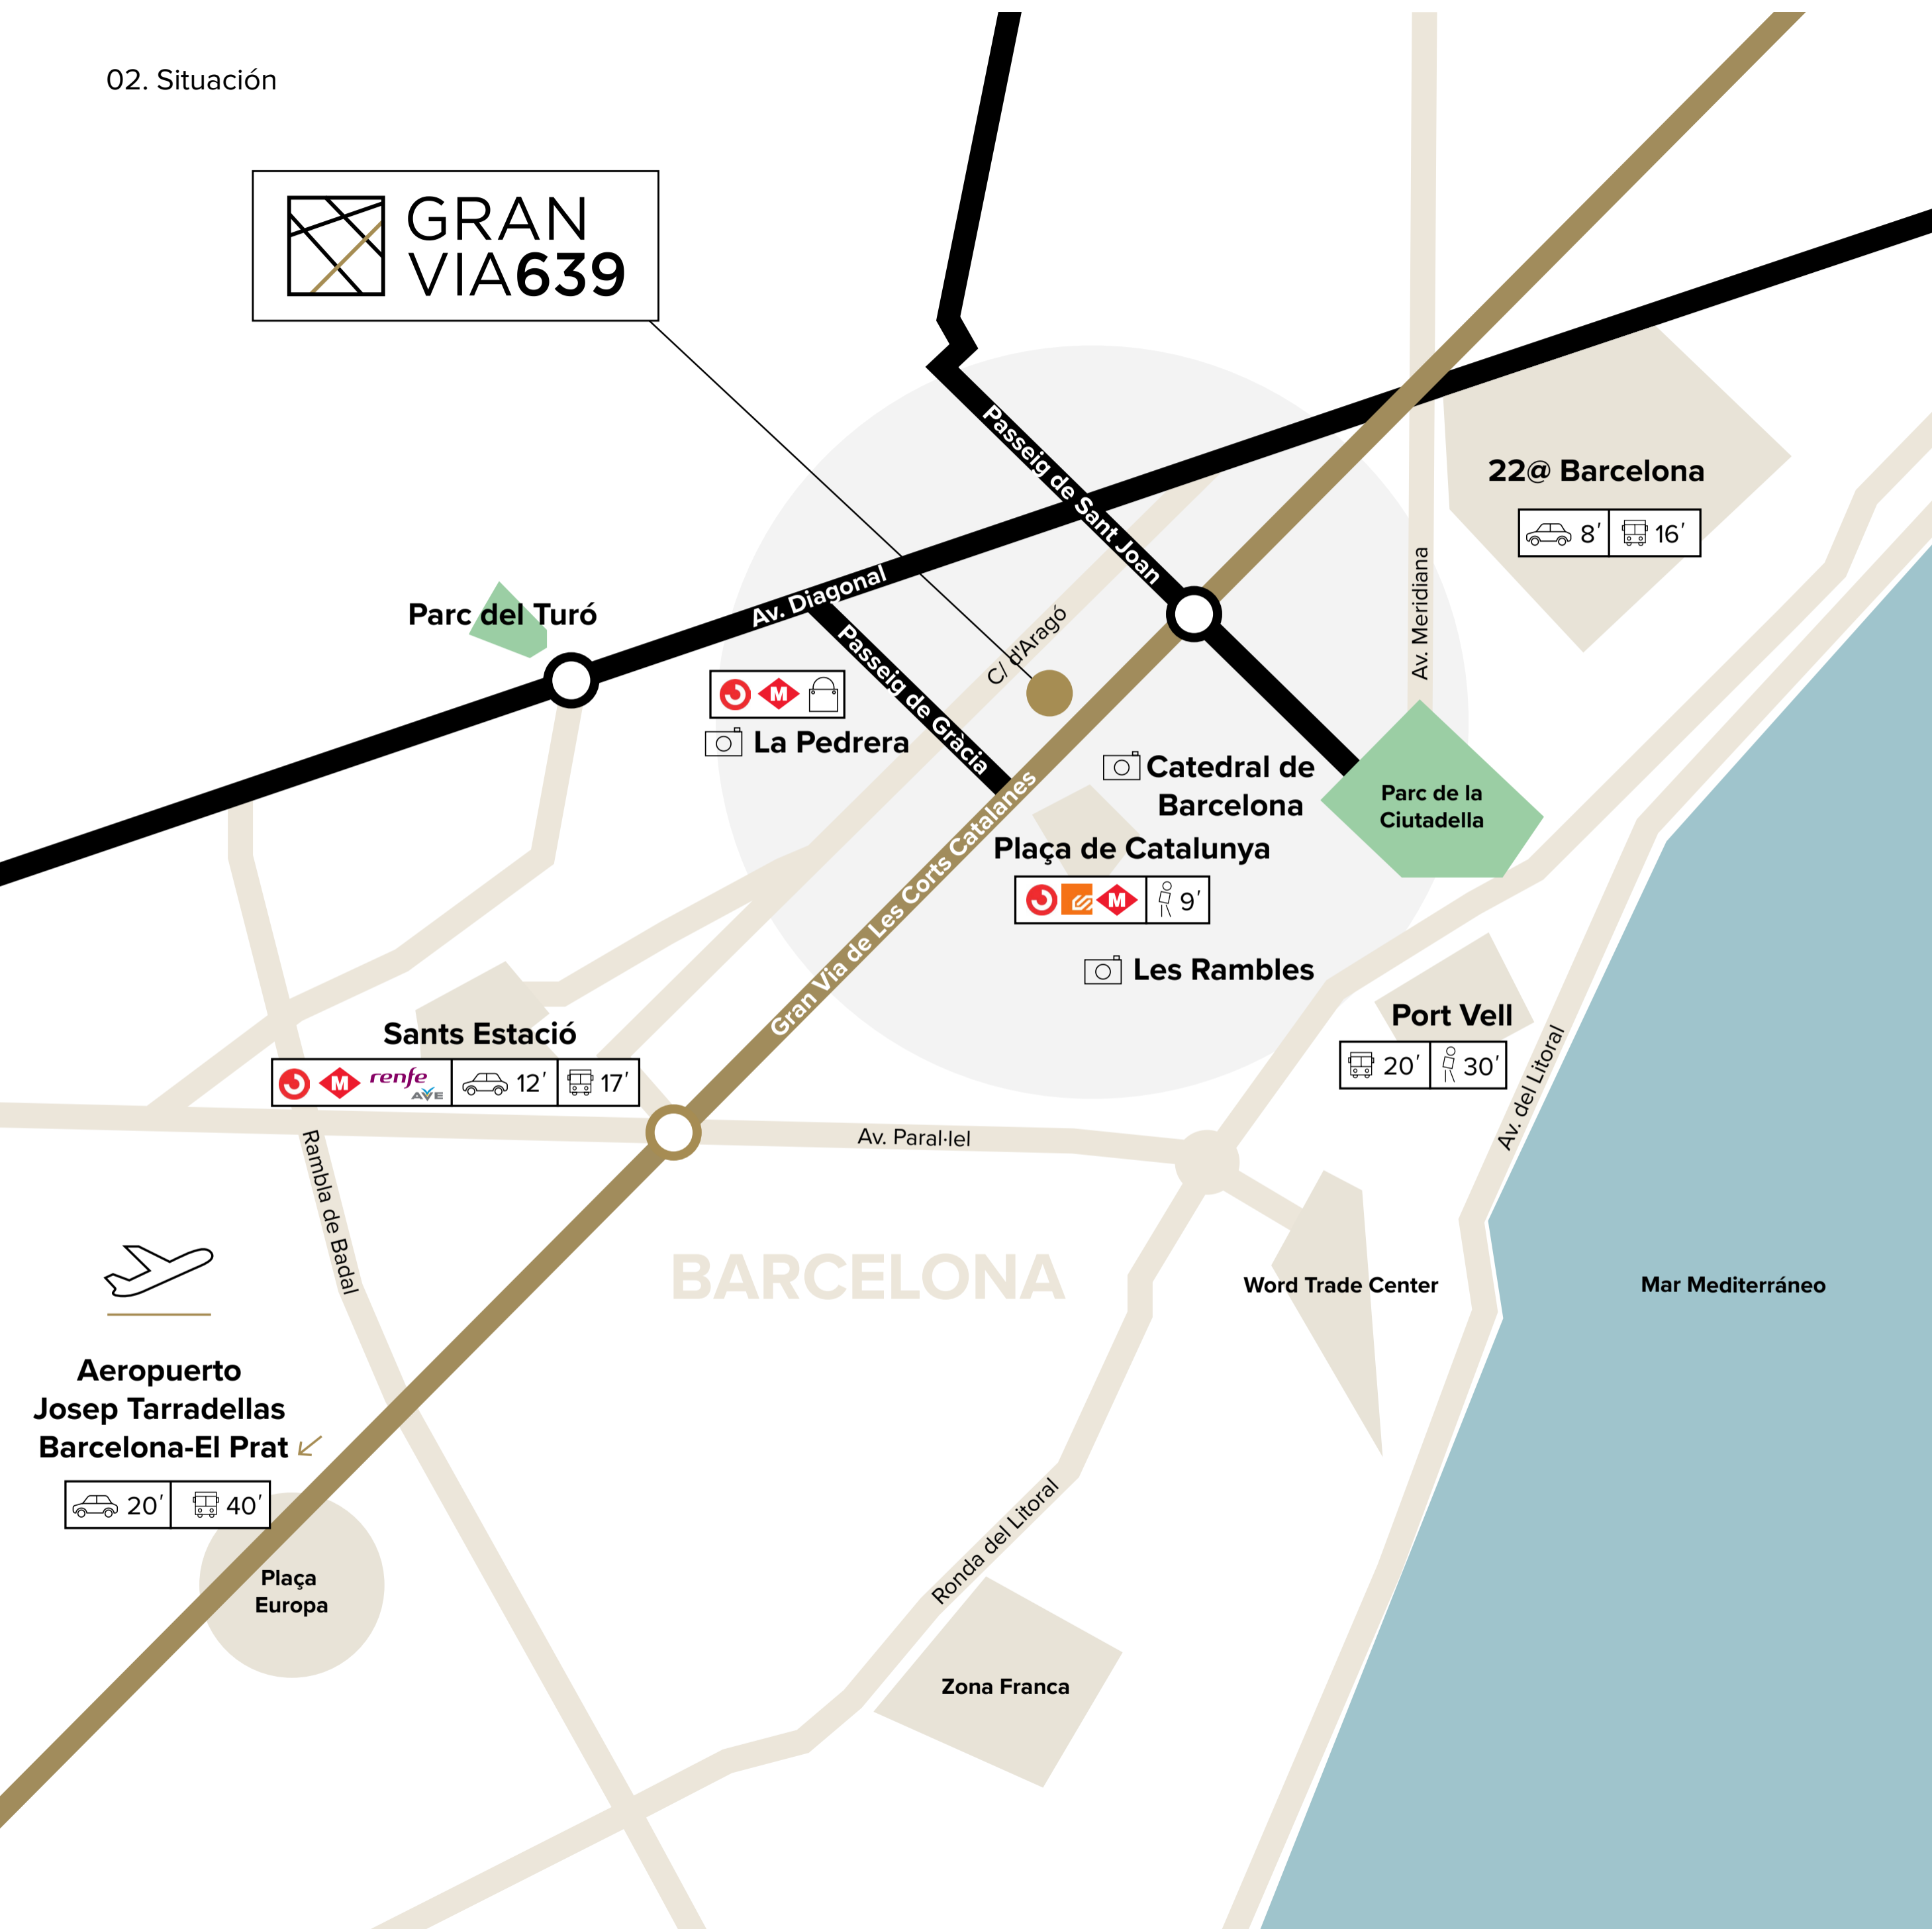 02. Situación
GRAN
VIA639
Passeig de Sant Joan
22@ Barcelona
8’
16’
Av. Meridiana
Av. Diagonal
Parc del Turó
C/ d'Aragó
Passeig de Gràcia
M
La Pedrera
Catedral de
Barcelona
Parc de la
Ciutadella
Plaça de Catalunya
M
9’
Gran Via de Les Corts Catalanes
Les Rambles
Port Vell
20’
30’
Sants Estació
M
renfe
AVE
12’
17’
Av. del Litoral
Av. Paral·lel
Rambla de Badal
BARCELONA
Word Trade Center
Mar Mediterráneo
Aeropuerto
Josep Tarradellas
Barcelona-El Prat
20’
40’
Plaça
Europa
Ronda del Litoral
Zona Franca